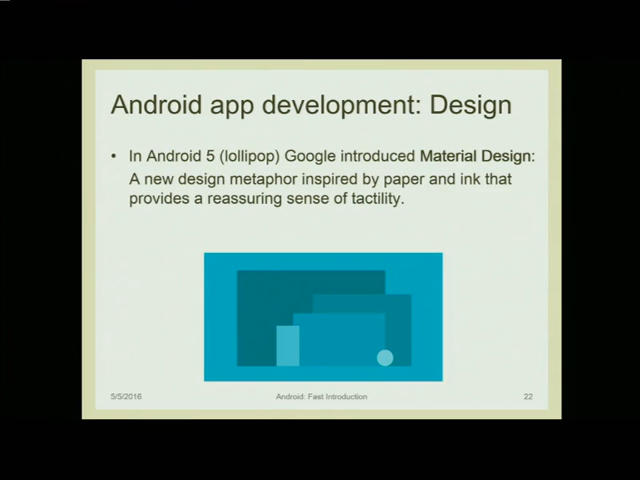 Android app development: Design
• In Android 5 (lollipop) Google introduced Material Design:
A new design metaphor inspired by paper and ink that
provides a reassuring sense of tactility.
5/5/2016
Android: Fast Introduction
22